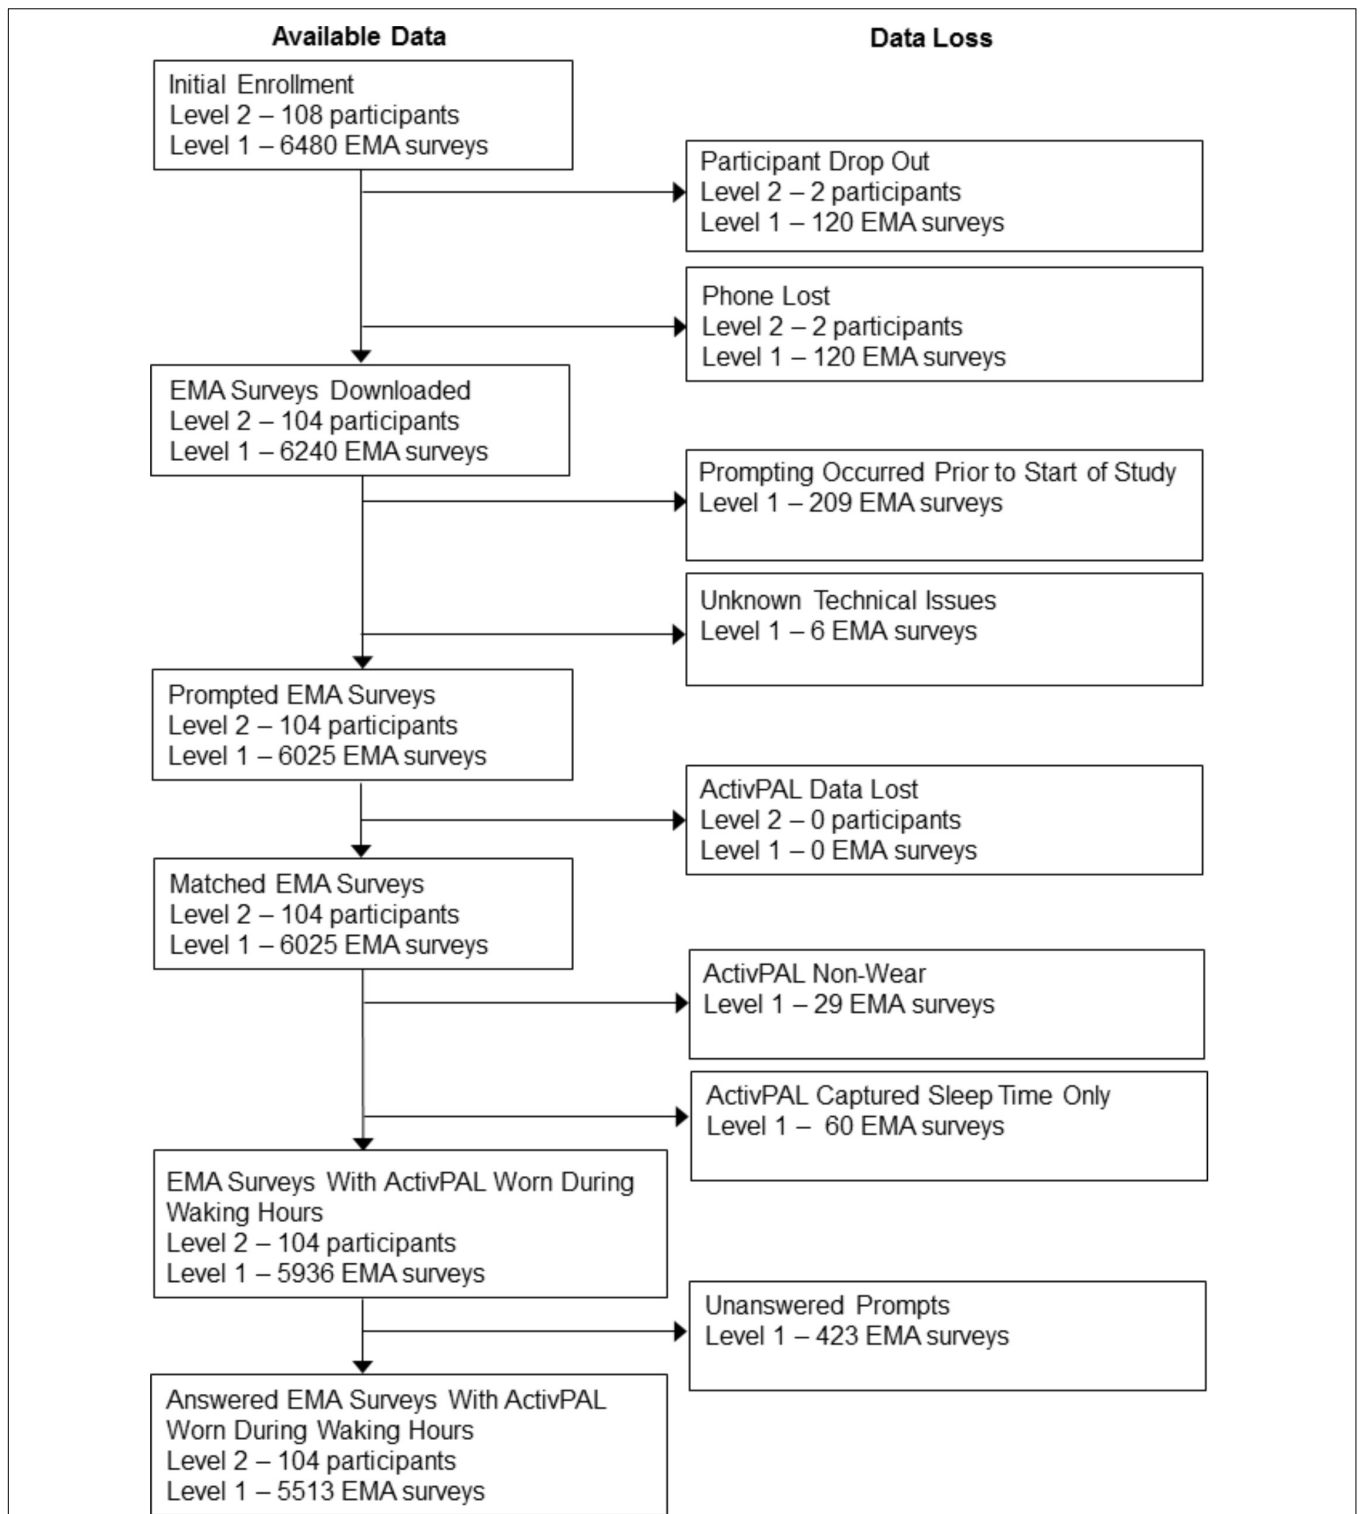 Available Data
Data Loss
Initial Enrollment
Level 2 – 108 participants
Level 1 – 6480 EMA surveys
Participant Drop Out
Level 2 – 2 participants
Level 1 – 120 EMA surveys
Phone Lost
Level 2 – 2 participants
Level 1 – 120 EMA surveys
EMA Surveys Downloaded
Level 2 – 104 participants
Level 1 – 6240 EMA surveys
Prompting Occurred Prior to Start of Study
Level 1 – 209 EMA surveys
Unknown Technical Issues
Level 1 – 6 EMA surveys
Prompted EMA Surveys
Level 2 – 104 participants
Level 1 – 6025 EMA surveys
ActivPAL Data Lost
Level 2 – 0 participants
Level 1 – 0 EMA surveys
Matched EMA Surveys
Level 2 – 104 participants
Level 1 – 6025 EMA surveys
ActivPAL Non-Wear
Level 1 – 29 EMA surveys
ActivPAL Captured Sleep Time Only
Level 1 – 60 EMA surveys
EMA Surveys With ActivPAL Worn During
Waking Hours
Level 2 – 104 participants
Level 1 – 5936 EMA surveys
Unanswered Prompts
Level 1 – 423 EMA surveys
Answered EMA Surveys With ActivPAL
Worn During Waking Hours
Level 2 – 104 participants
Level 1 – 5513 EMA surveys